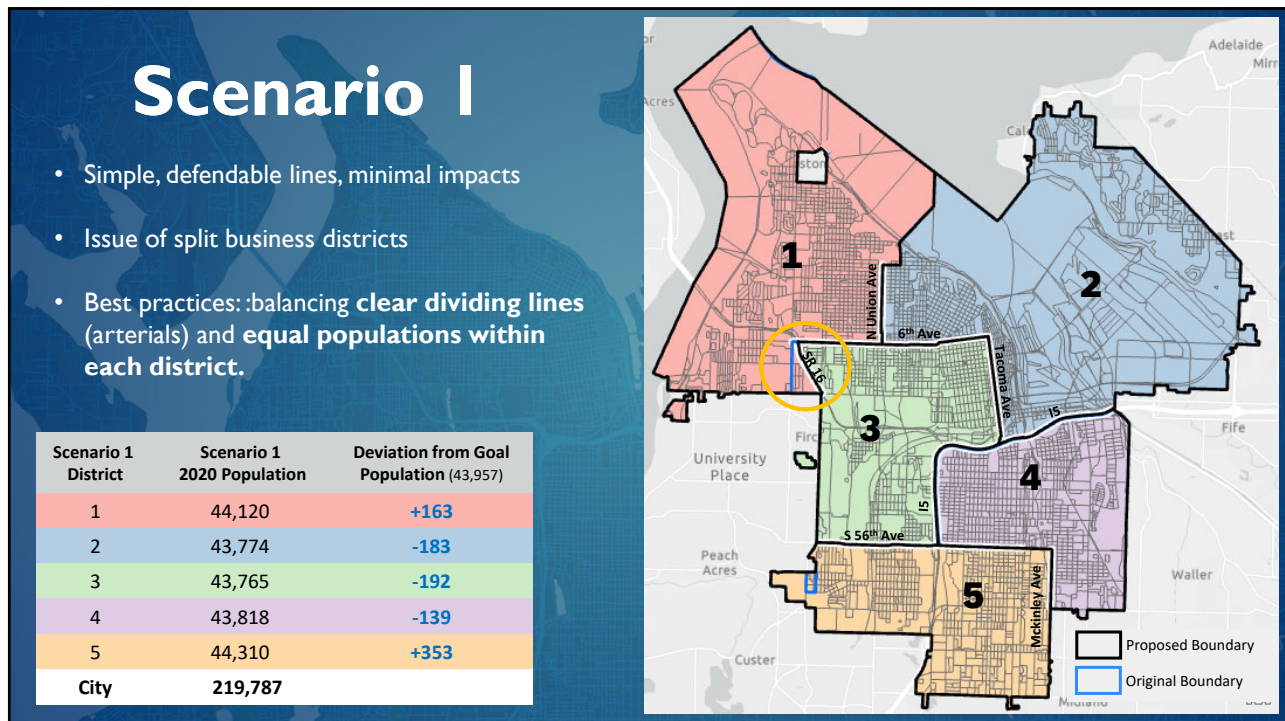 Scenario 1
• Simple, defendable lines, minimal impacts
• Issue of split business districts
• Best practices: :balancing clear dividing lines
(arterials) and equal populations within
each district.
Scenario 1 District Scenario 1 2020 Population Deviation from Goal Population (43,957)
1 44,120 +163
2 43,774 -183
3 43,765 -192
4 43,818 -139
5 44,310 +353
City 219,787
Adelaide
Acres
1
2
N Union Ave
6th Ave
SR 16
Tacoma Ave
I5
Fife
3
University
Place
4
I5
S 56th Ave
Peach
Acres
Waller
5
Mckinley Ave
Custer
Midland
Proposed Boundary
Original Boundary